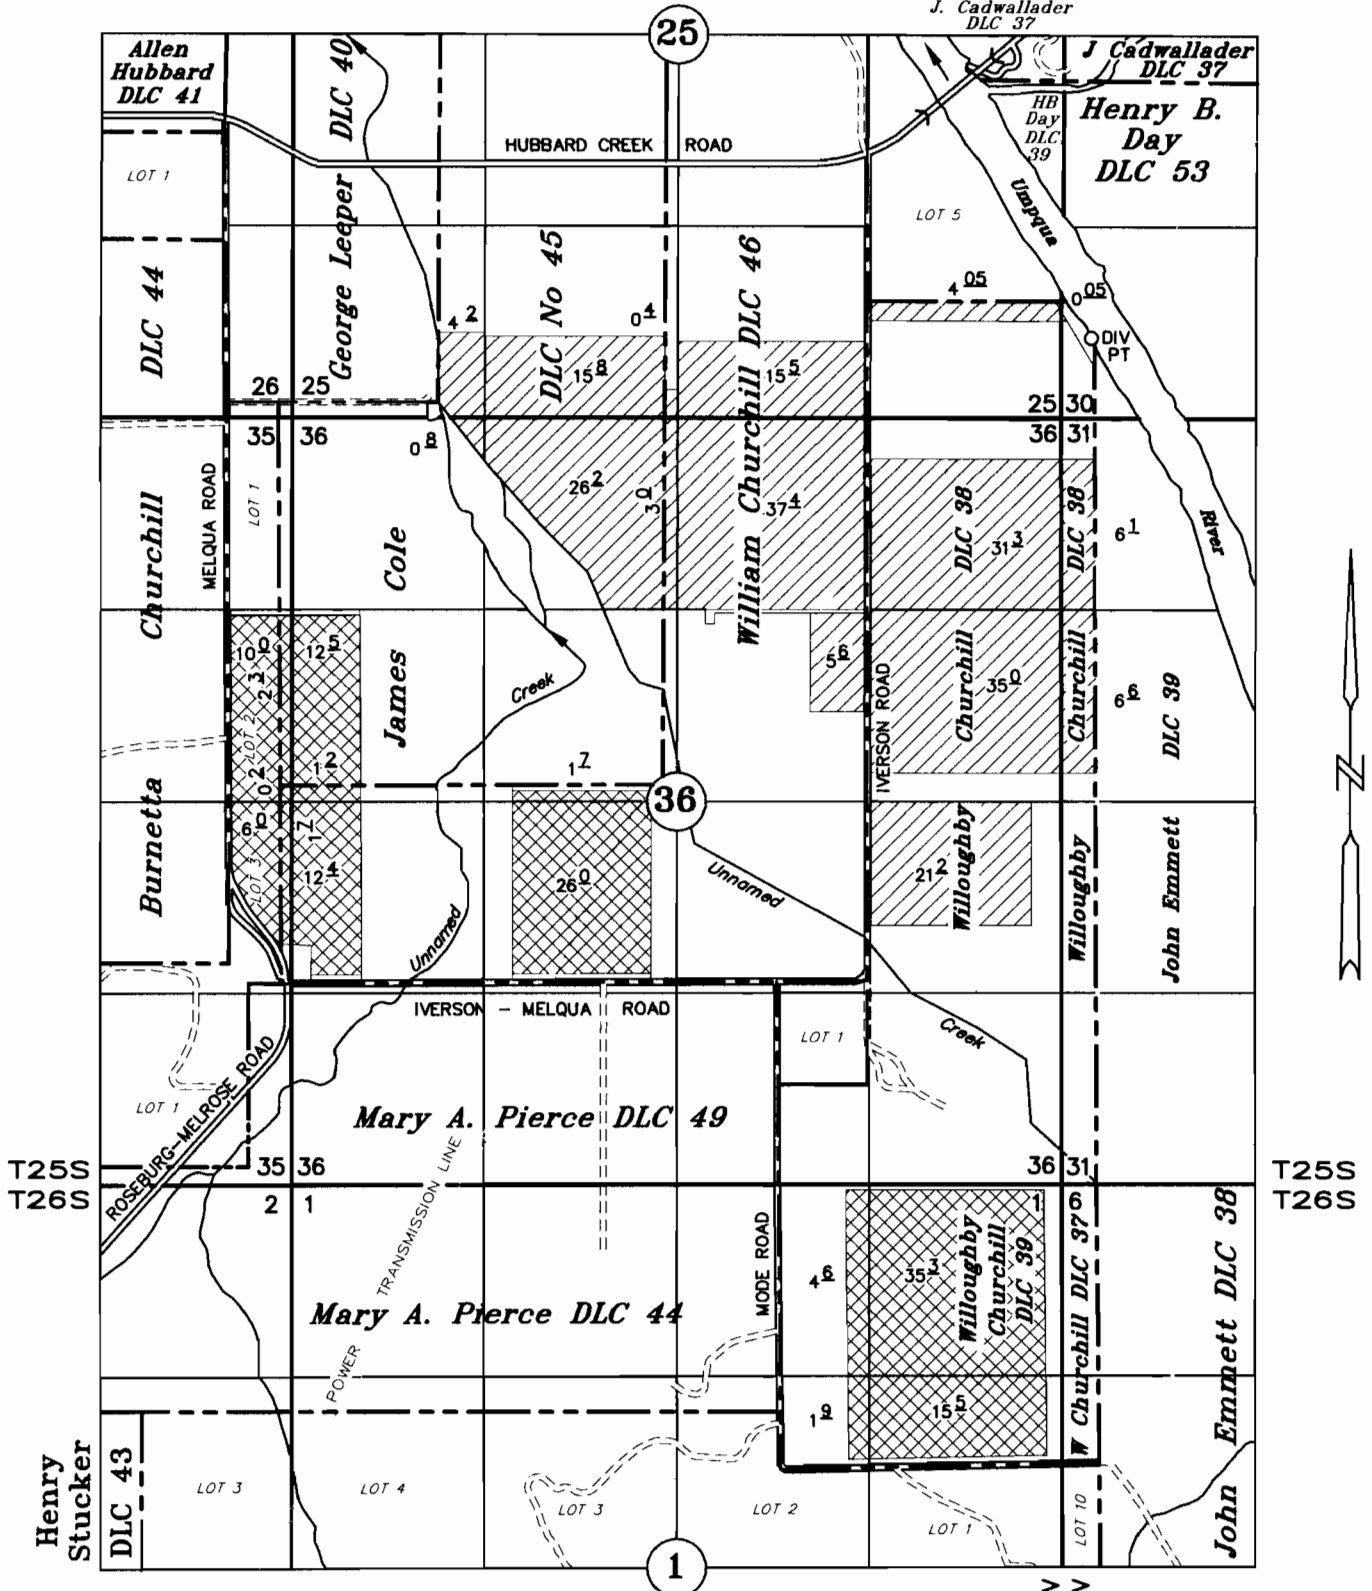 J. Cadwallader
DLC 37
25
Allen
Hubbard
DLC 41
DLC 40
J Cadwallader
DLC 37
HB
Day
DLC
39
Henry B.
Day
DLC 53
HUBBARD CREEK ROAD
LOT 1
George Leeper
LOT 5
Umpqua
DLC 44
DLC No 45
William Churchill DLC 46
4 05
0 05
DIV
PT
4 2
0 4
15 8
15 5
26 25
25 30
35 36
36 31
0 8
MELQUA ROAD
LOT 1
26 2
3 0
37 4
DLC 38
31 3
DLC 38
6 1
River
Burnetta Churchill
James Cole
10 0
12 5
2 3
LOT 2
0 2
1 2
Creek
1 7
5 6
IVERSON ROAD
Churchill
35 0
Churchill
6 6
DLC 39
36
6 0
1 7
LOT 3
12 4
26 0
Unnamed
Unnamed
21 2
Willoughby
Willoughby
John Emmett
N
IVERSON - MELQUA ROAD
LOT 1
Creek
LOT 1
ROSEBURG-MELROSE ROAD
Mary A. Pierce DLC 49
T25S
35 36
36 31
T25S
T26S
2 1
1 6
T26S
POWER TRANSMISSION LINE
MODE ROAD
4 6
35 3
Willoughby
Churchill
DLC 39
W Churchill DLC 37
John Emmett DLC 38
Mary A. Pierce DLC 44
1 9
15 5
Henry
Stucker
DLC 43
LOT 3
LOT 4
LOT 3
LOT 2
LOT 1
LOT 10
1